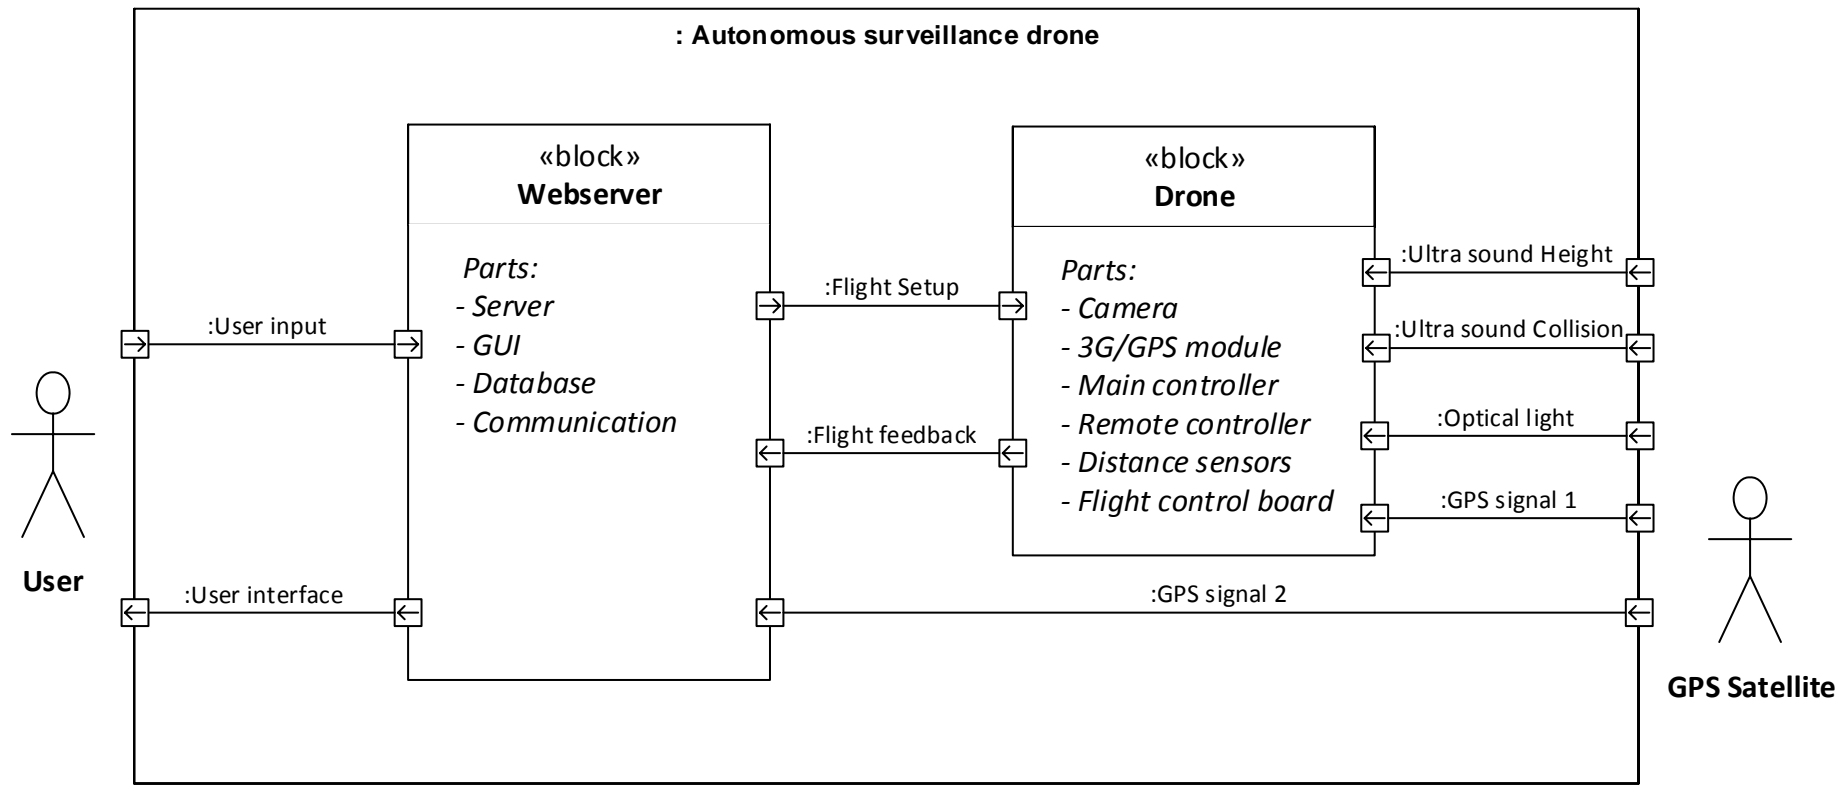 : Autonomous surveillance drone
«block»
Webserver
Parts:
- Server
- GUI
- Database
- Communication
«block»
Drone
Parts:
- Camera
- 3G/GPS module
- Main controller
- Remote controller
- Distance sensors
- Flight control board
:User input
:User interface
:Flight Setup
:Flight feedback
:Ultra sound Height
:Ultra sound Collision
:Optical light
:GPS signal 1
:GPS signal 2
User
GPS Satellite